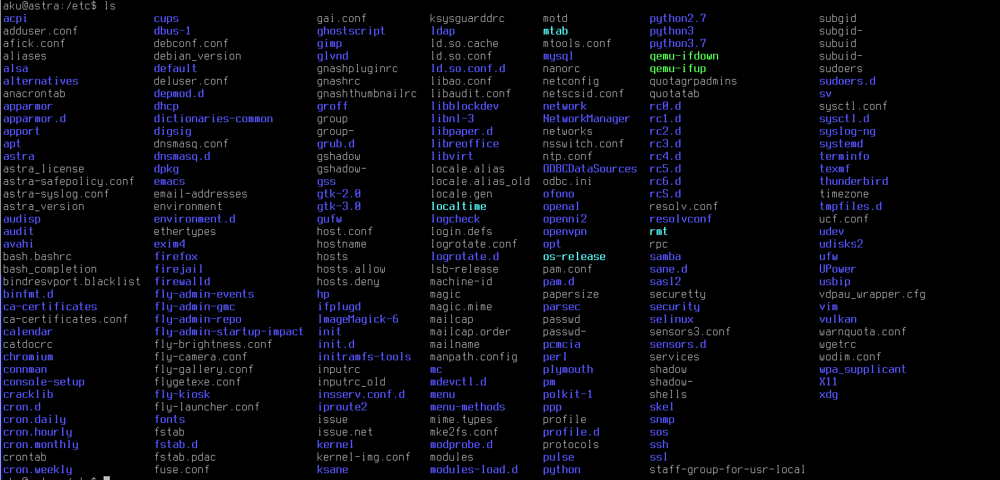 aku@astra:/etc$ ls
acpi cups gai.conf ksysguarddrc motd python2.7 subgid
adduser.conf dbus-1 ghostscript ldap mtab python3 subgid-
afick.conf debconf.conf gimp ld.so.cache mtools.conf python3.7 subuid
aliases debian_version glvnd ld.so.conf mysql qemu-ifdown subuid-
alsa default gnashpluginrc ld.so.conf.d nanorc qemu-ifup sudoers
alternatives deluser.conf gnashrc libao.conf netconfig quotagrpadmins sudoers.d
anacrontab depmod.d gnashthumbnailrc libaudit.conf netscsid.conf quotatab sv
apparmor dhcp groff libblockdev network rc0.d sysctl.conf
apparmor.d dictionaries-common group libnl-3 NetworkManager rc1.d sysctl.d
apport digsig group- libpaper.d networks rc2.d syslog-ng
apt dnsmasq.conf grub.d libreoffice nsswitch.conf rc3.d systemd
astra dnsmasq.d gshadow libvirt ntp.conf rc4.d terminfo
astra_license dpkg gshadow- locale.alias ODBCDataSources rc5.d texmf
astra-safepolicy.conf emacs gss locale.alias_old odbc.ini rc6.d thunderbird
astra-syslog.conf email-addresses gtk-2.0 locale.gen ofono rcS.d timezone
astra_version environment gtk-3.0 localtime openal resolv.conf tmpfiles.d
audisp environment.d gufw logcheck openni2 resolvconf ucf.conf
audit ethertypes host.conf login.defs openvpn rmt udev
avahi exim4 hostname logrotate.conf opt rpc udisks2
bash.bashrc firefox hosts logrotate.d os-release samba ufw
bash_completion firejail hosts.allow lsb-release pam.conf sane.d UPower
bindresvport.blacklist firewalld hosts.deny machine-id pam.d sasl2 usbip
binfmt.d fly-admin-events hp magic papersize securetty vdpau_wrapper.cfg
ca-certificates fly-admin-gmc ifplugd magic.mime parsec security vim
ca-certificates.conf fly-admin-repo ImageMagick-6 mailcap passwd selinux vulkan
calendar fly-admin-startup-impact init mailcap.order passwd- sensors3.conf warnquota.conf
catdocrc fly-brightness.conf init.d mailname pcmcia sensors.d wgetrc
chromium fly-camera.conf initramfs-tools manpath.config perl services wodim.conf
connman fly-gallery.conf inputrc mc plymouth shadow wpa_supplicant
console-setup flygetexe.conf inputrc_old mdevctl.d pm shadow- X11
cracklib fly-kiosk insserv.conf.d menu polkit-1 shells xdg
cron.d fly-launcher.conf iproute2 menu-methods ppp skel
cron.daily fonts issue mime.types profile snmp
cron.hourly fstab issue.net mke2fs.conf profile.d sos
cron.monthly fstab.d kernel modprobe.d protocols ssh
crontab fstab.pdac kernel-img.conf modules pulse ssl
cron.weekly fuse.conf ksane modules-load.d python staff-group-for-usr-local
aku@astra:/etc$